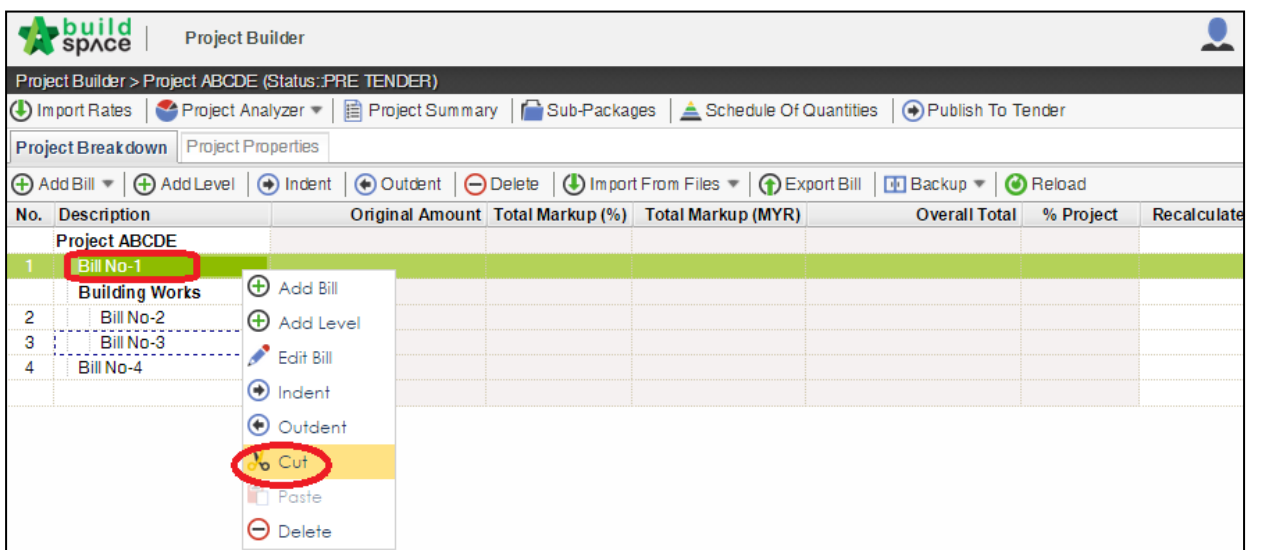 build
spʌce
Project Builder
Project Builder > Project ABCDE (Status::PRE TENDER)
Import Rates Project Analyzer Project Summary Sub-Packages Schedule Of Quantities Publish To Tender
Project Breakdown Project Properties
Add Bill Add Level Indent Outdent Delete Import From Files Export Bill Backup Reload
No. Description Original Amount Total Markup (%) Total Markup (MYR) Overall Total % Project Recalculate
Project ABCDE
1 Bill No-1
Building Works
2 Bill No-2
3 Bill No-3
4 Bill No-4
Add Bill
Add Level
Edit Bill
Indent
Outdent
Cut
Paste
Delete